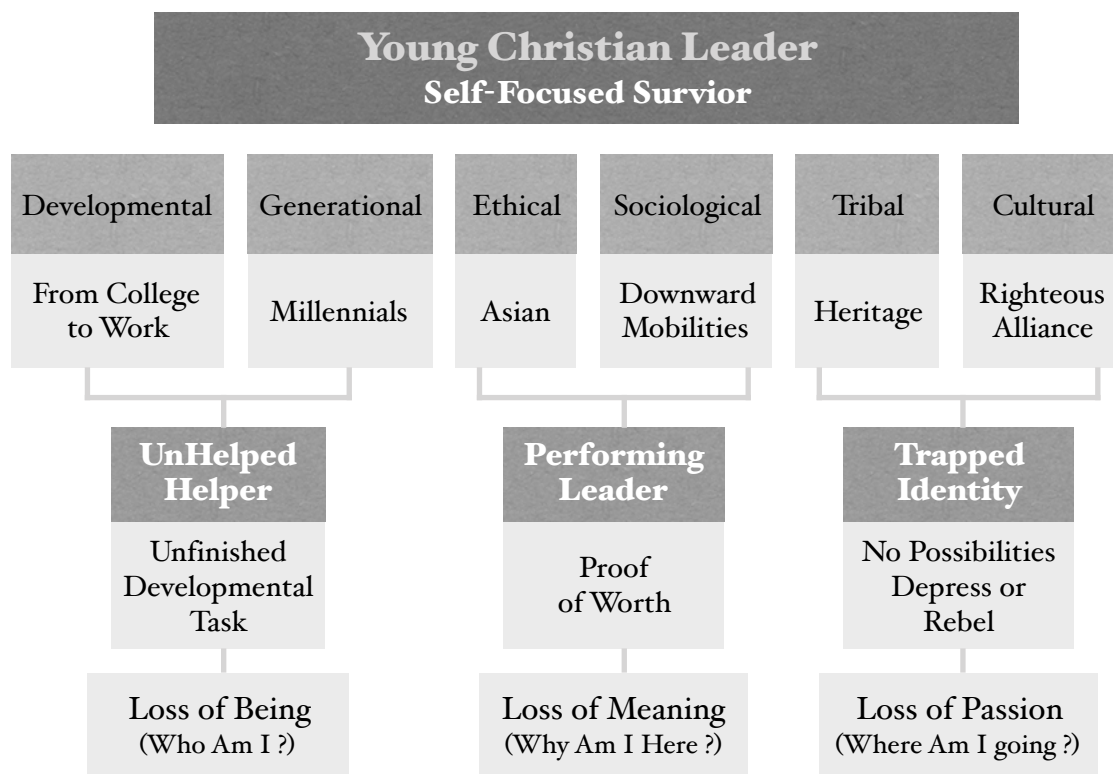 Young Christian Leader
Self-Focused Survior
Developmental
Generational
Ethical
Sociological
Tribal
Cultural
From College
to Work
Millennials
Asian
Downward
Mobilities
Heritage
Righteous
Alliance
UnHelped
Helper
Performing
Leader
Trapped
Identity
Unfinished
Developmental
Task
Proof
of Worth
No Possibilities
Depress or
Rebel
Loss of Being
(Who Am I ?)
Loss of Meaning
(Why Am I Here ?)
Loss of Passion
(Where Am I going ?)